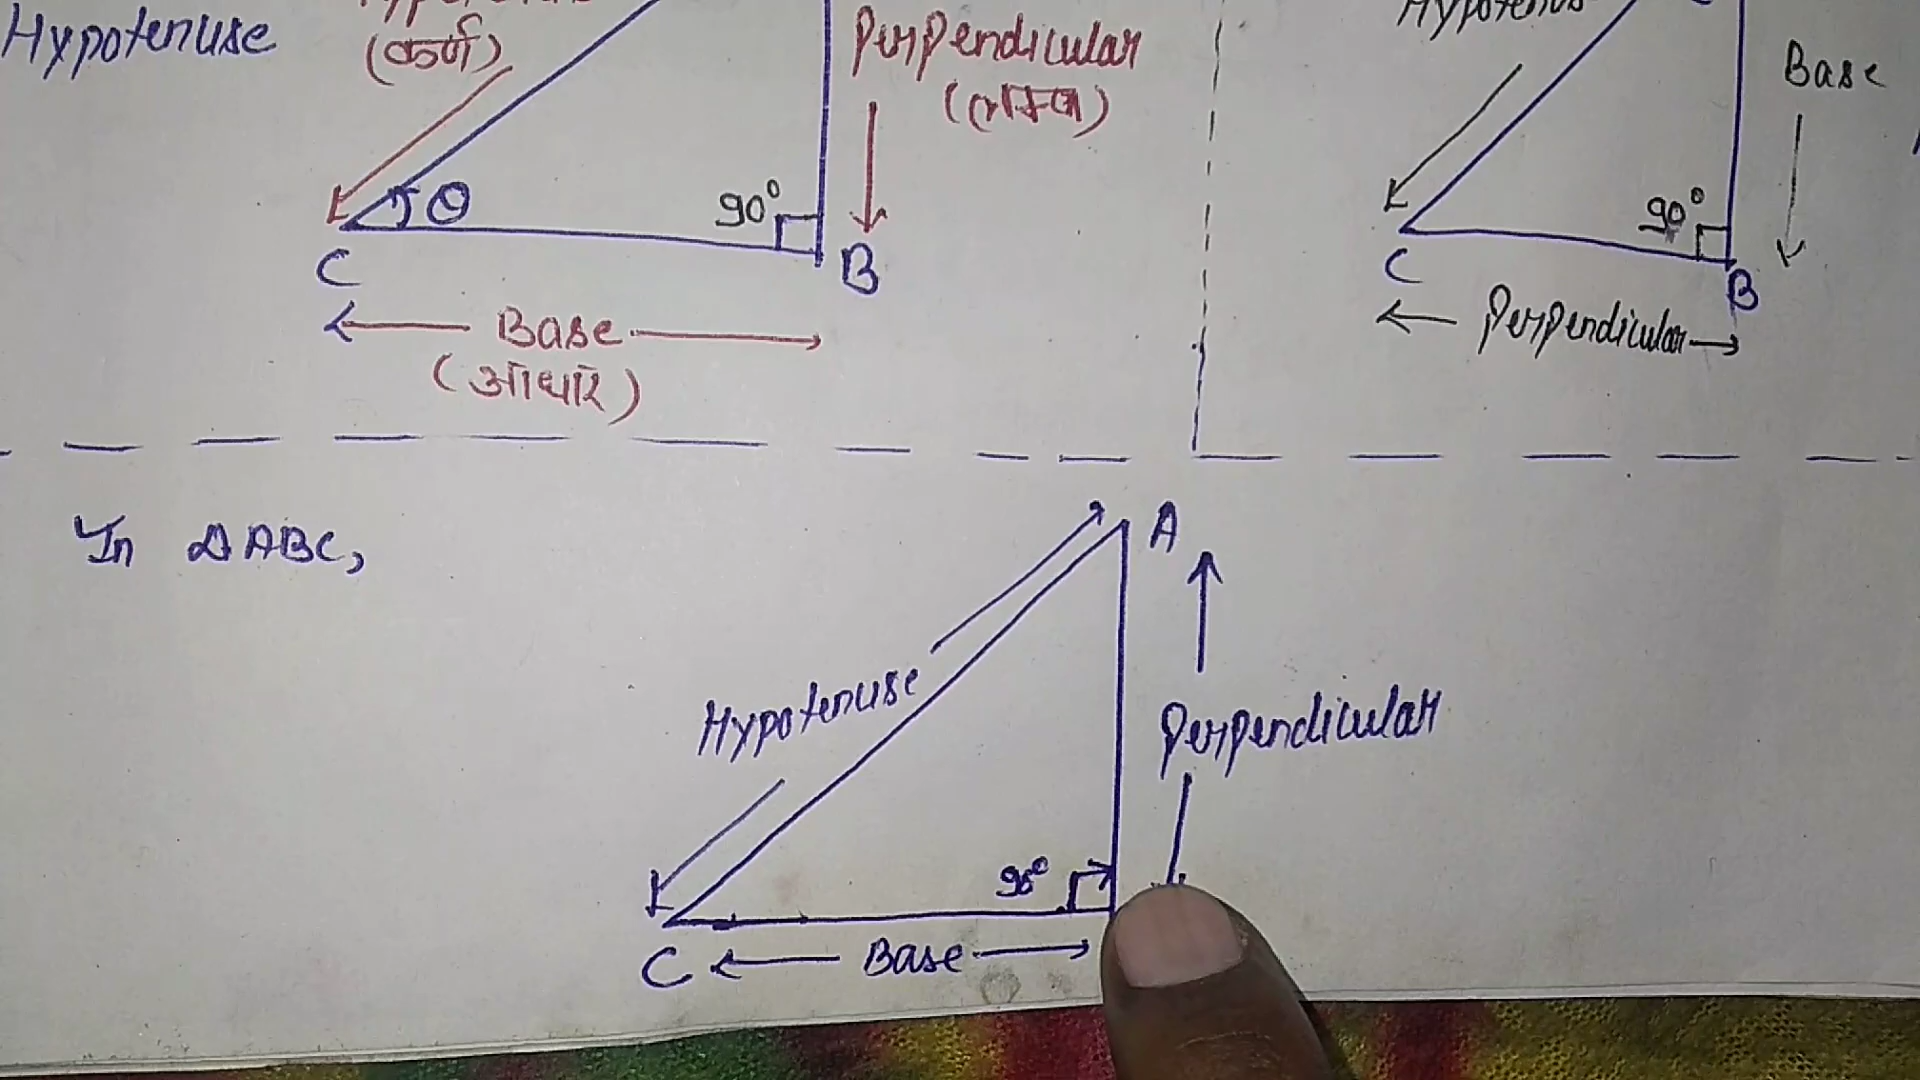 Hypotenuse
(कर्ण)
Perpendicular
(लम्ब)
θ
90°
C
B
Base
(आधार)
Base
90°
C
B
Perpendicular
In ΔABC,
A
Hypotenuse
Perpendicular
90°
C
Base